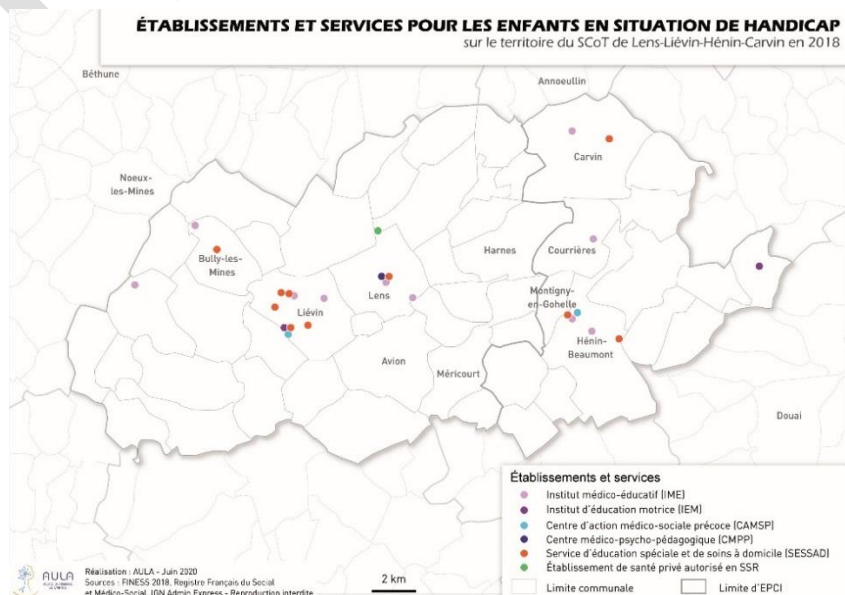 ÉTABLISSEMENTS ET SERVICES POUR LES ENFANTS EN SITUATION DE HANDICAP
sur le territoire du SCoT de Lens-Liévin-Hénin-Carvin en 2018
Béthune
Annoeullin
Carvin
Noeux-
les-Mines
Harnes
Courrières
Bully-les-
Mines
Lens
Montigny-
en-Gohelle
Liévin
Hénin-
Beaumont
Avion
Méricourt
Douai
Établissements et services
Institut médico-éducatif (IME)
Institut d'éducation motrice (IEM)
Centre d'action médico-sociale précoce (CAMSP)
Centre médico-psycho-pédagogique (CMPP)
Service d'éducation spéciale et de soins à domicile (SESSAD)
Établissement de santé privé autorisé en SSR
Limite communale
Limite d'EPCI
AULA
Réalisation : AULA - Juin 2020
Sources : FINESS 2018, Registre Français du Social
et Médico-Social, IGN Admin Express - Reproduction interdite
2 km